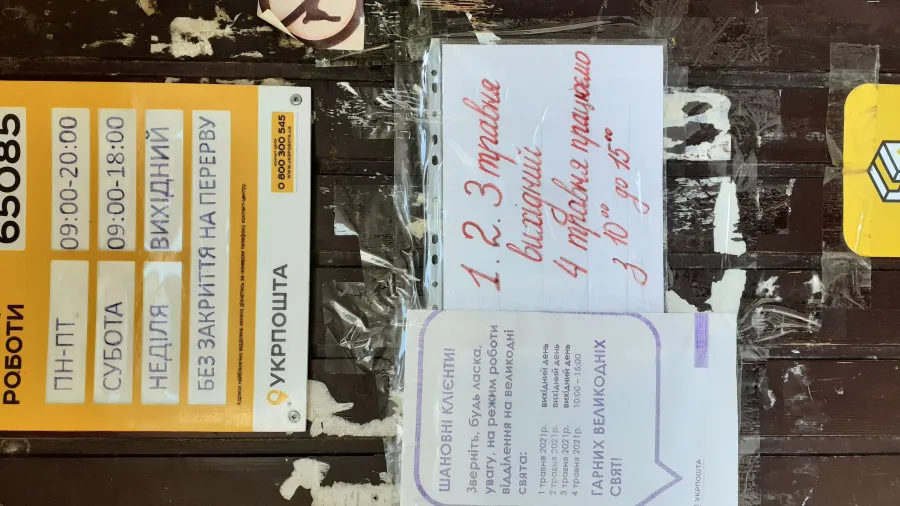 65085
РОБОТИ
ПН-ПТ 09:00-20:00
СУБОТА 09:00-18:00
НЕДІЛЯ ВИХІДНИЙ
БЕЗ ЗАКРИТТЯ НА ПЕРЕРВУ
УКРПОШТА
0 800 300 545
1. 2. 3 травня
вихідний
4 травня працюємо
з 10⁰⁰ до 15⁰⁰
ШАНОВНІ КЛІЄНТИ!
Зверніть, будь ласка,
увагу, на режим роботи
відділення на великодні
свята:
1 травня 2021р. вихідний день
2 травня 2021 р. вихідний день
3 травня 2021 р. вихідний день
4 травня 2021р. 10:00 – 15:00
ГАРНИХ ВЕЛИКОДНІХ
СВЯТ!
УКРПОШТА